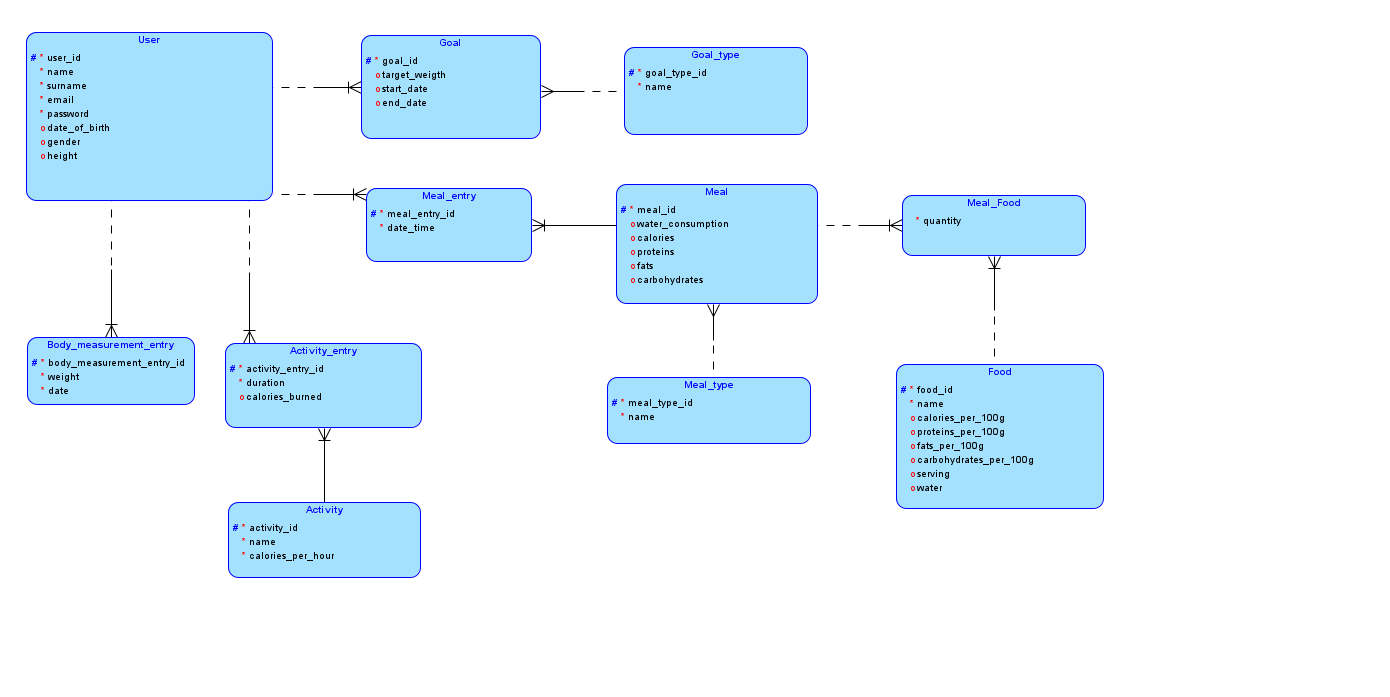 User
# * user_id
* name
* surname
* email
* password
o date_of_birth
o gender
o height
Goal
# * goal_id
o target_weigth
o start_date
o end_date
Goal_type
# * goal_type_id
* name
Meal_entry
# * meal_entry_id
* date_time
Meal
# * meal_id
o water_consumption
o calories
o proteins
o fats
o carbohydrates
Meal_Food
* quantity
Body_measurement_entry
# * body_measurement_entry_id
* weight
* date
Activity_entry
# * activity_entry_id
* duration
o calories_burned
Meal_type
# * meal_type_id
* name
Food
# * food_id
* name
o calories_per_100g
o proteins_per_100g
o fats_per_100g
o carbohydrates_per_100g
o serving
o water
Activity
# * activity_id
* name
* calories_per_hour